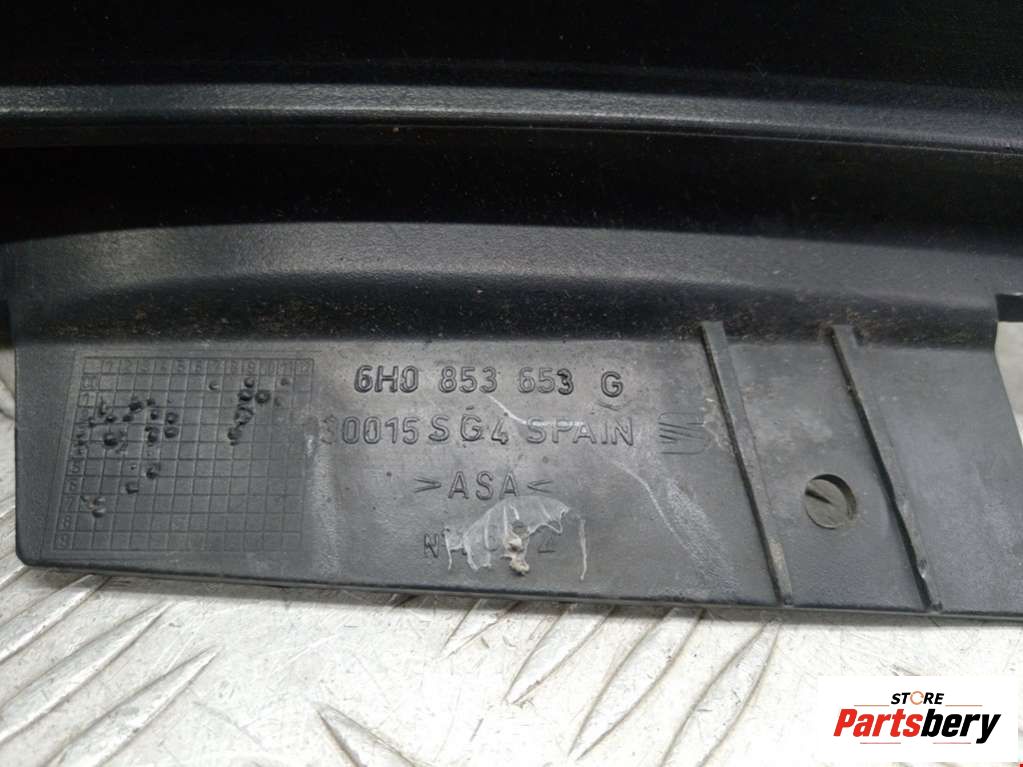 6H0 853 653 G
30015 SG4 SPAIN
>ASA<
STORE
Partsbery